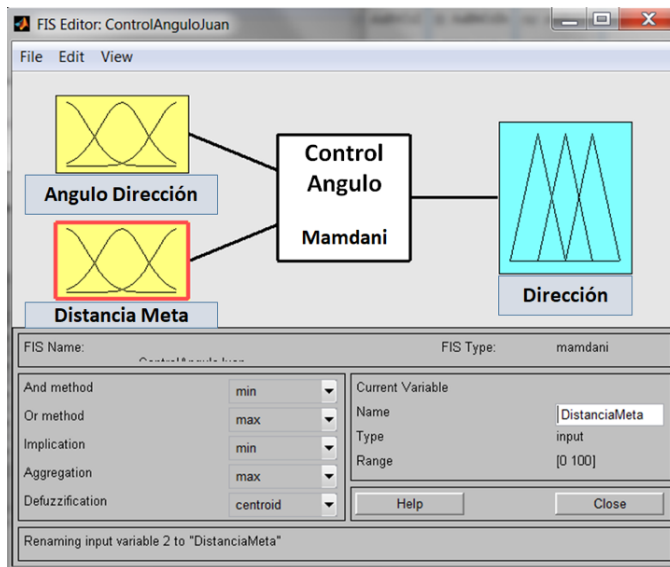 FIS Editor: ControlAnguloJuan
File Edit View
Control
Angulo
Mamdani
Angulo Dirección
Distancia Meta
Dirección
FIS Name:
FIS Type: mamdani
And method min
Or method max
Implication min
Aggregation max
Defuzzification centroid
Current Variable
Name DistanciaMeta
Type input
Range [0 100]
Help Close
Renaming input variable 2 to "DistanciaMeta"